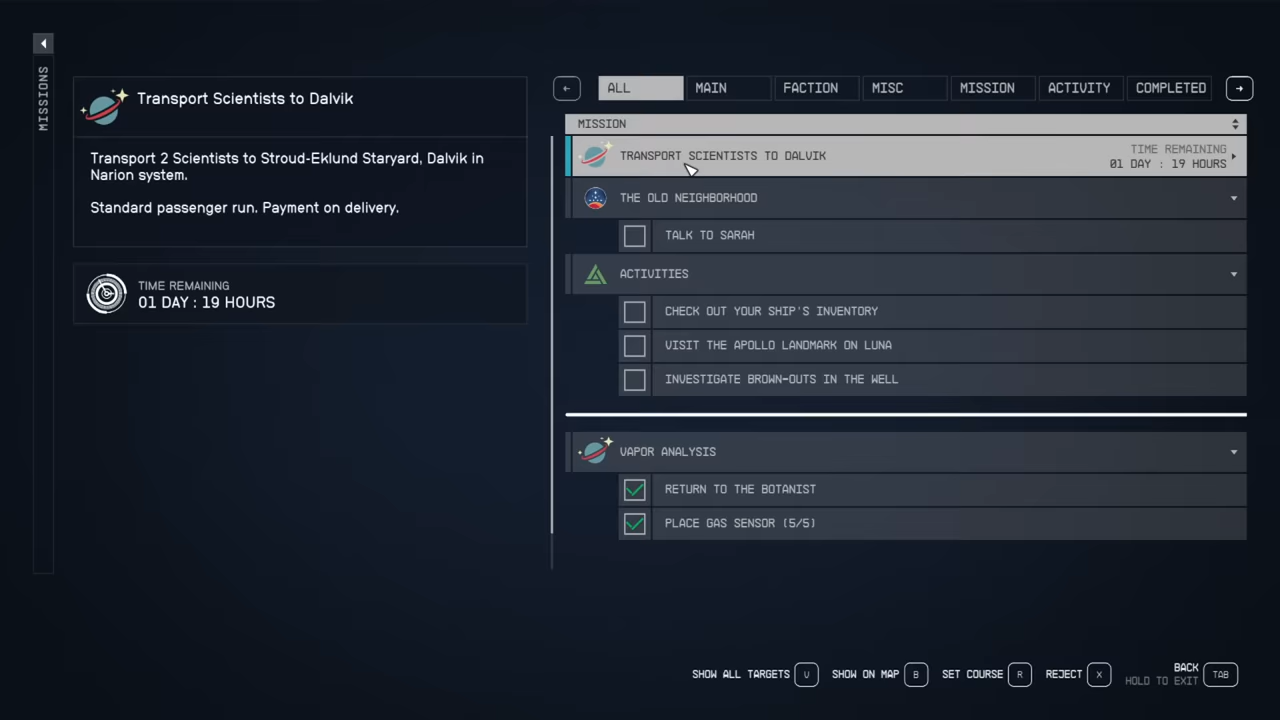 MISSIONS
Transport Scientists to Dalvik
Transport 2 Scientists to Stroud-Eklund Staryard, Dalvik in
Narion system.
Standard passenger run. Payment on delivery.
TIME REMAINING
01 DAY : 19 HOURS
ALL
MAIN
FACTION
MISC
MISSION
ACTIVITY
COMPLETED
MISSION
TRANSPORT SCIENTISTS TO DALVIK
TIME REMAINING
01 DAY : 19 HOURS
THE OLD NEIGHBORHOOD
TALK TO SARAH
ACTIVITIES
CHECK OUT YOUR SHIP'S INVENTORY
VISIT THE APOLLO LANDMARK ON LUNA
INVESTIGATE BROWN-OUTS IN THE WELL
VAPOR ANALYSIS
RETURN TO THE BOTANIST
PLACE GAS SENSOR (5/5)
SHOW ALL TARGETS U
SHOW ON MAP B
SET COURSE R
REJECT X
BACK
HOLD TO EXIT
TAB